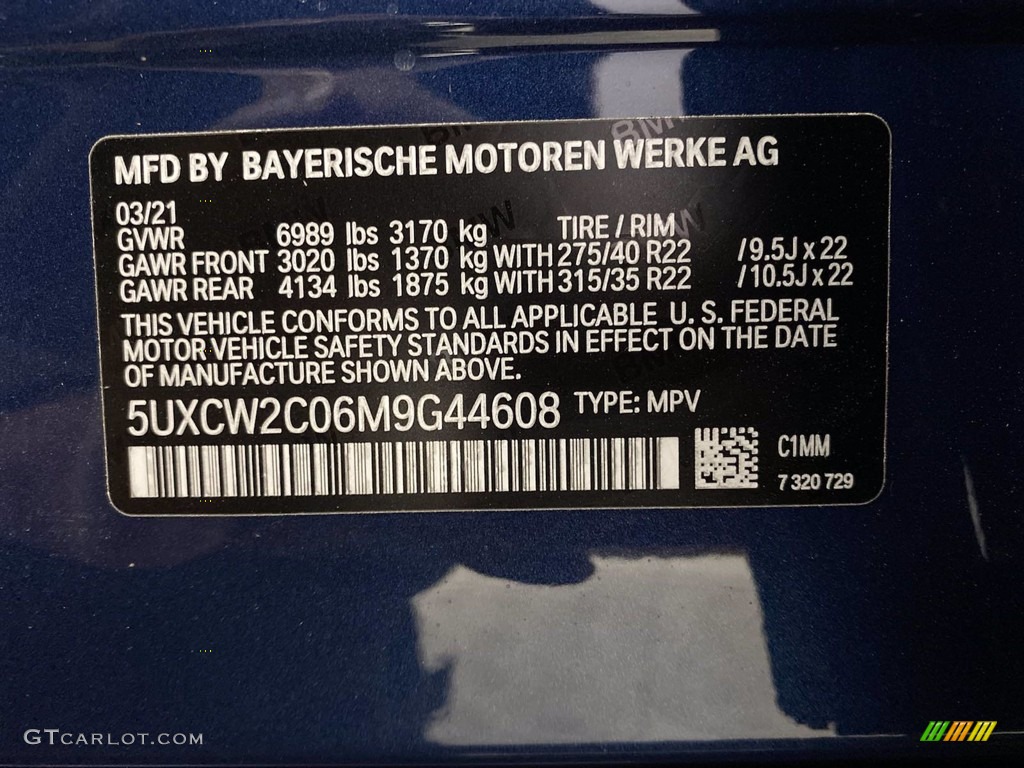 MFD BY BAYERISCHE MOTOREN WERKE AG
03/21
GVWR 6989 lbs 3170 kg TIRE / RIM
GAWR FRONT 3020 lbs 1370 kg WITH 275/40 R22 /9.5J x 22
GAWR REAR 4134 lbs 1875 kg WITH 315/35 R22 /10.5J x 22
THIS VEHICLE CONFORMS TO ALL APPLICABLE U. S. FEDERAL
MOTOR VEHICLE SAFETY STANDARDS IN EFFECT ON THE DATE
OF MANUFACTURE SHOWN ABOVE.
5UXCW2C06M9G44608 TYPE: MPV
C1MM
7 320 729
GTCARLOT.COM